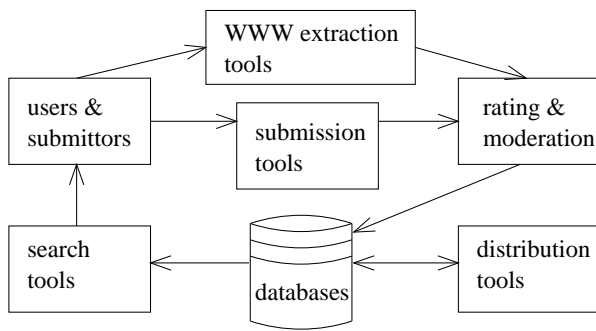 WWW extraction
tools
users &
submittors
submission
tools
rating &
moderation
search
tools
databases
distribution
tools